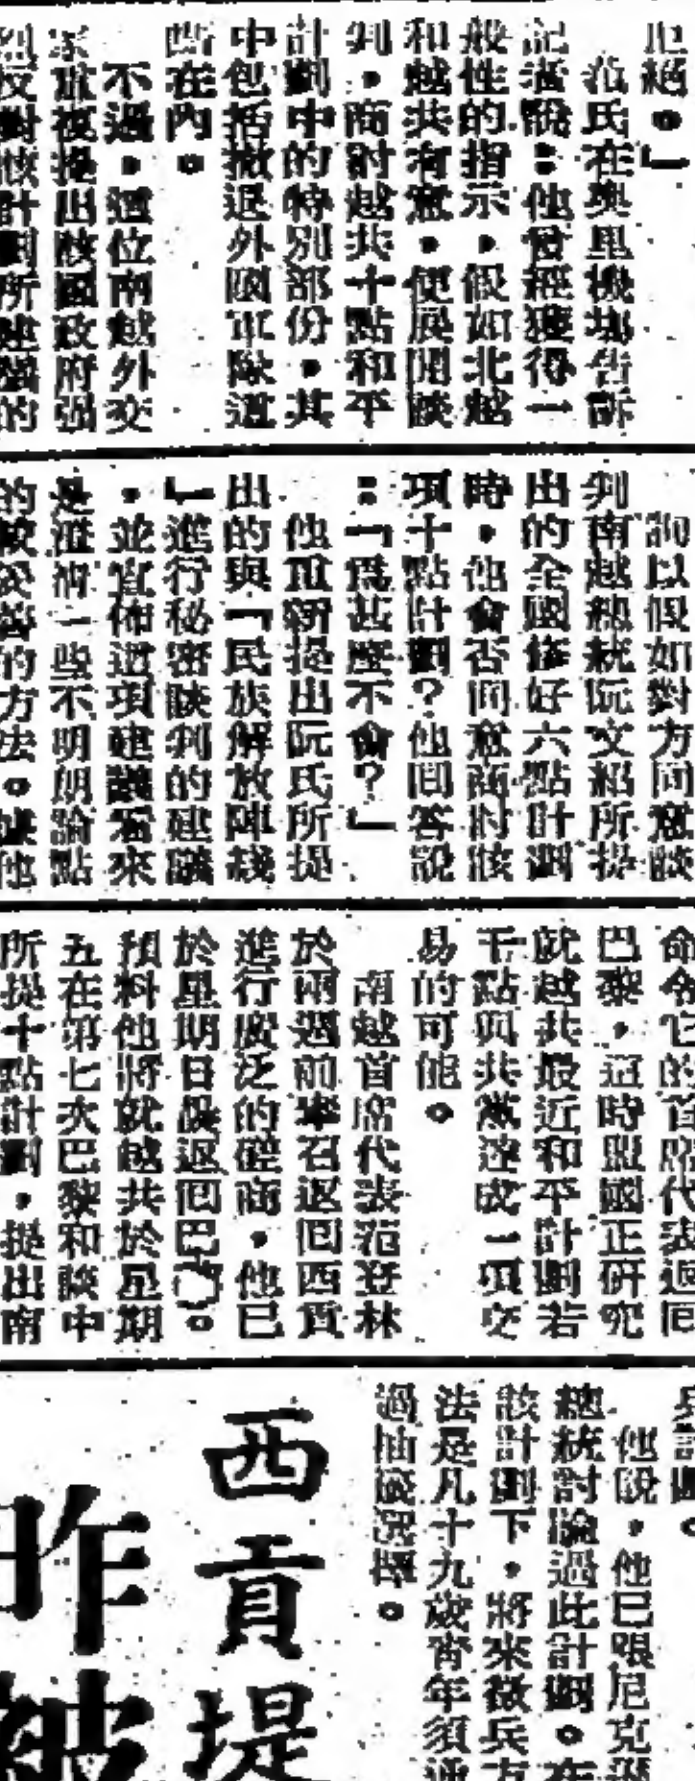 拒絕。」
范氏在奧里機塲告訴
記者說：他曾經獲得一
般性的指示，假如北越
和越共有意，便展開談
判，商討越共十點和平
計劃中的特別部份，其
中包括撤退外國軍隊這
點在內。
不過，這位南越外交
家重複提出該國政府强
烈反對該計劃所建議的
詢以假如對方同意談
判南越總統阮文紹所提
出的全國修好六點計劃
時，他會否同意商討該
項十點計劃？他回答說
：「爲甚麼不會？」
他重新提出阮氏所提
出的與「民族解放陣綫
」進行秘密談判的建議
，並宣佈這項建議看來
是澄淸一些不明朗論點
的較妥善的方法。據他
命令它的首席代表返回
巴黎，這時盟國正硏究
就越共最近和平計劃若
干點與共黨達成一項交
易的可能。
南越首席代表范登林
於兩週前奉召返回西貢
進行廣泛的磋商，他已
於星期日飛返回巴。
預料他將就越共於星期
五在第七次巴黎和談中
所提十點計劃，提出南
計劃。
他說，他已跟尼克遜
總統討論過此計劃。在
該計劃下，將來徵兵方
法是凡十九歲靑年須通
過抽籤選擇。
西貢堤
昨被